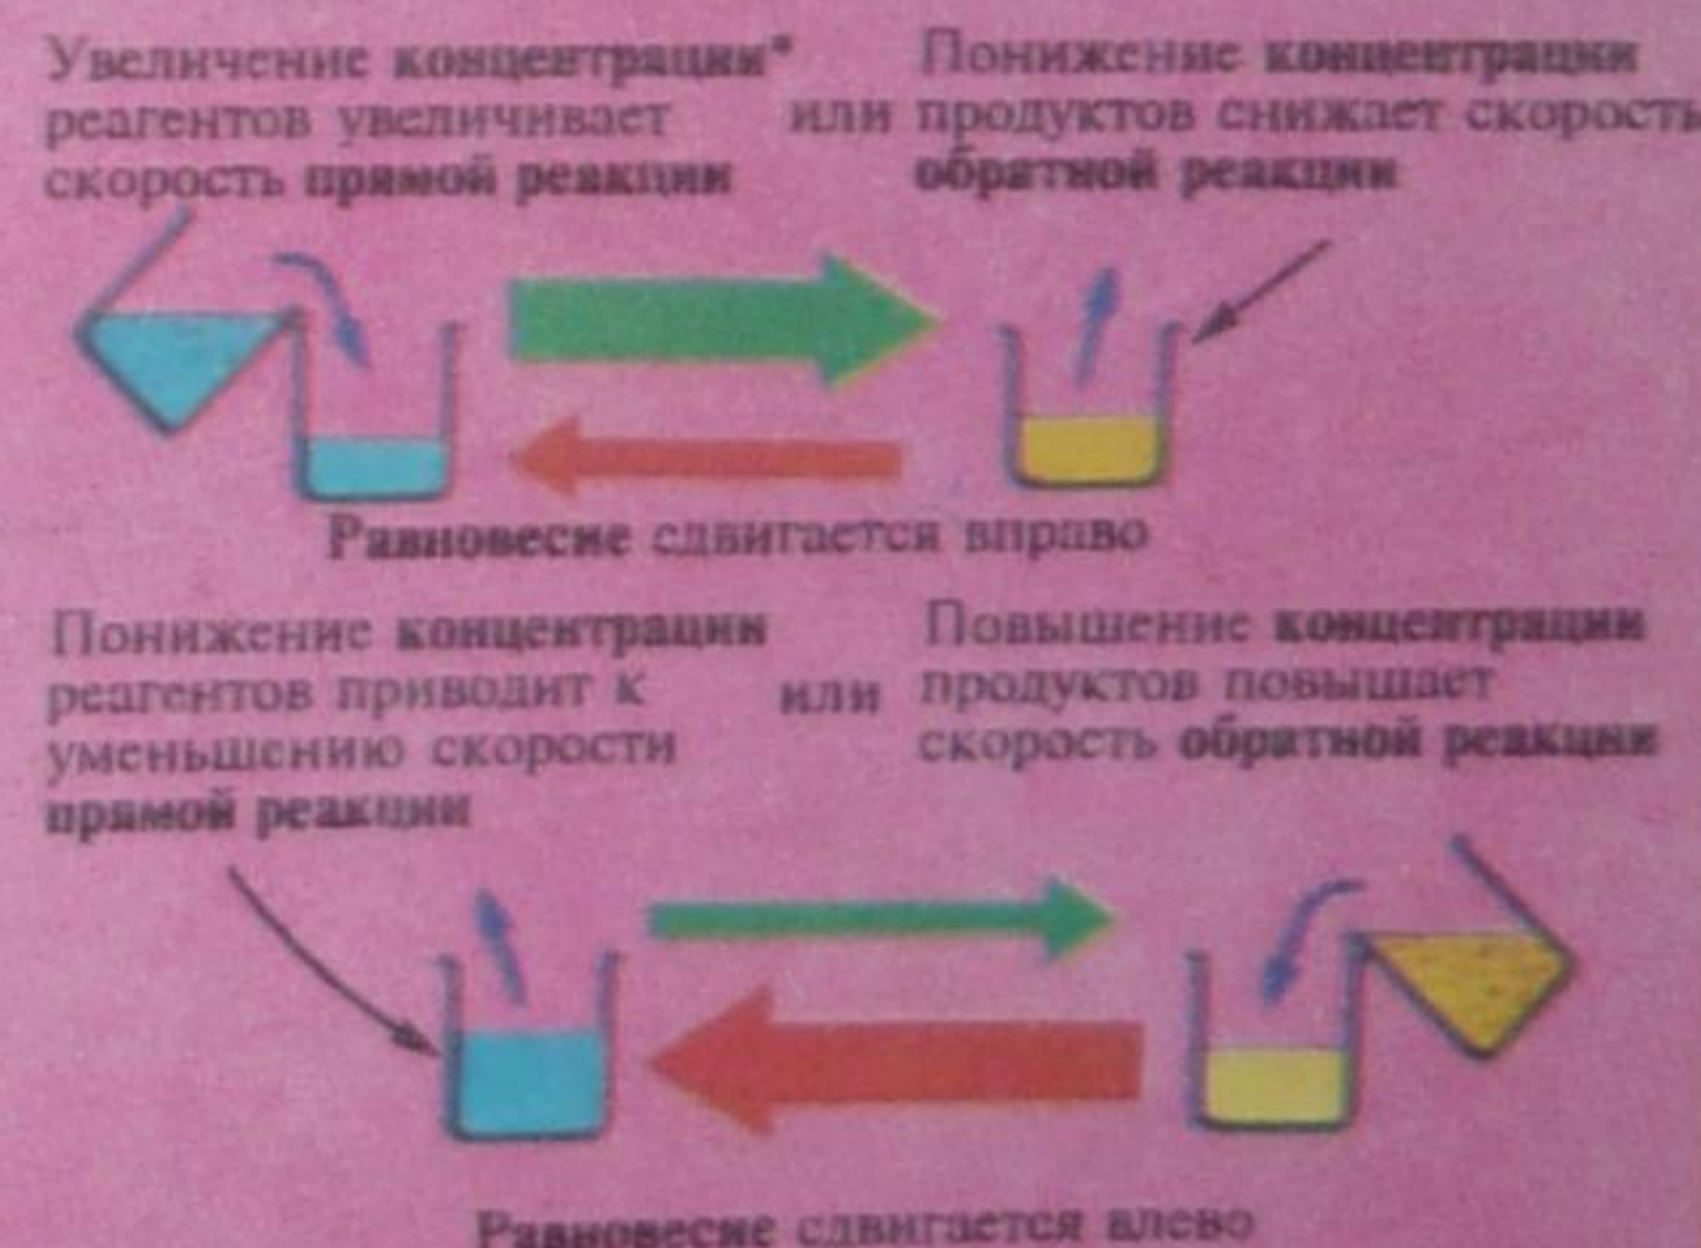 Увеличение концентрации*
реагентов увеличивает
скорость прямой реакции
или
Понижение концентрации
продуктов снижает скорость
обратной реакции
Равновесие сдвигается вправо
Понижение концентрации
реагентов приводит к
уменьшению скорости
прямой реакции
или
Повышение концентрации
продуктов повышает
скорость обратной реакции
Равновесие сдвигается влево